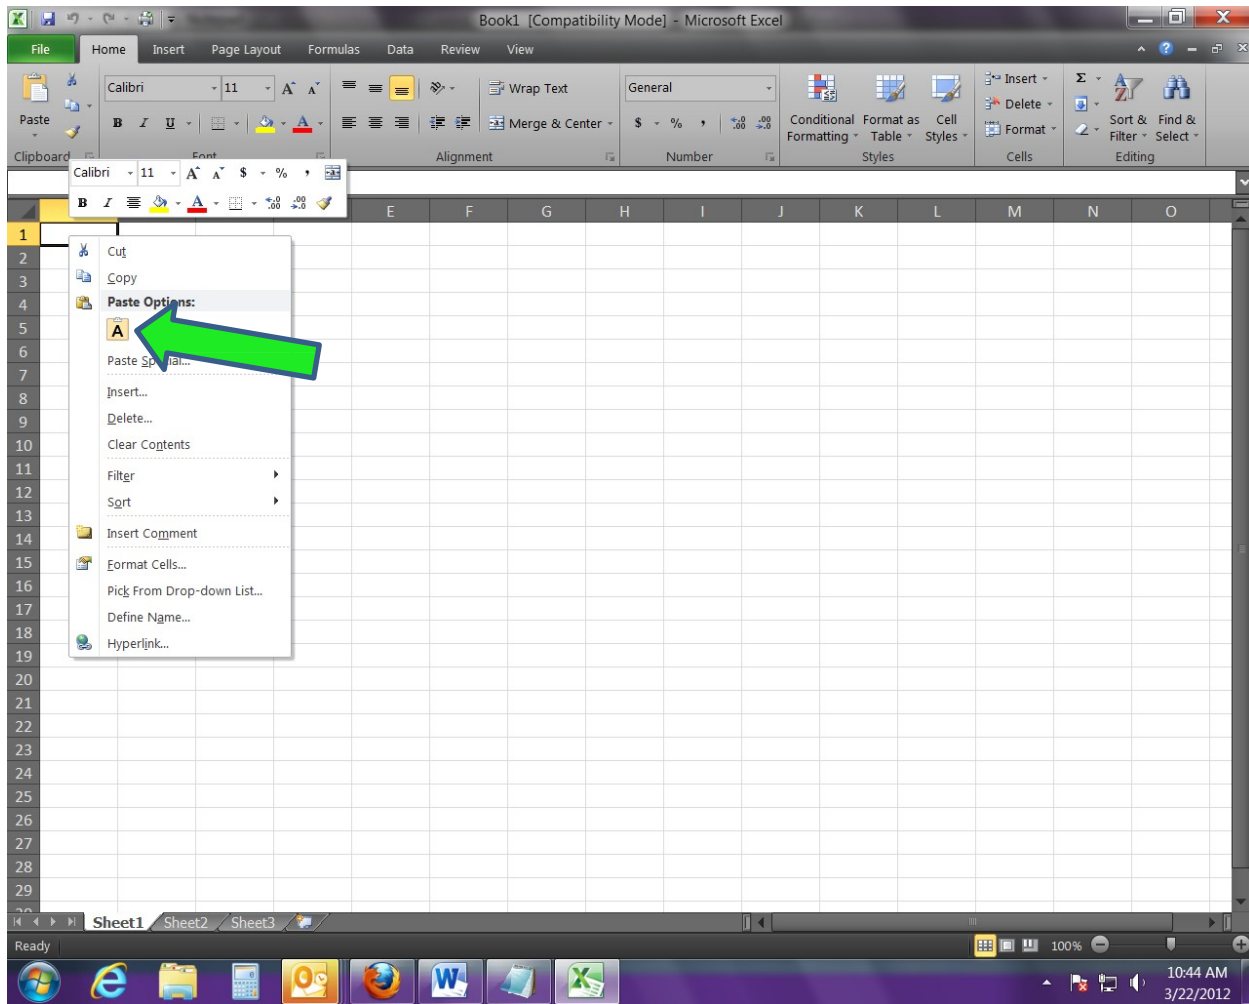 Book1 [Compatibility Mode] - Microsoft Excel
File Home Insert Page Layout Formulas Data Review View
Calibri 11 Wrap Text General Insert
Paste Delete
B I U Merge & Center $ % , Conditional Formatting Format as Table Cell Styles Format Sort & Filter Find & Select
Clipboard Font Alignment Number Styles Cells Editing
Calibri 11 A A $ % ,
B I A
E F G H I J K L M N O
1
2
3
4
5
6
7
8
9
10
11
12
13
14
15
16
17
18
19
20
21
22
23
24
25
26
27
28
29
Cut
Copy
Paste Options:
A
Paste Special...
Insert...
Delete...
Clear Contents
Filter
Sort
Insert Comment
Format Cells...
Pick From Drop-down List...
Define Name...
Hyperlink...
Sheet1 Sheet2 Sheet3
Ready 100%
10:44 AM
3/22/2012